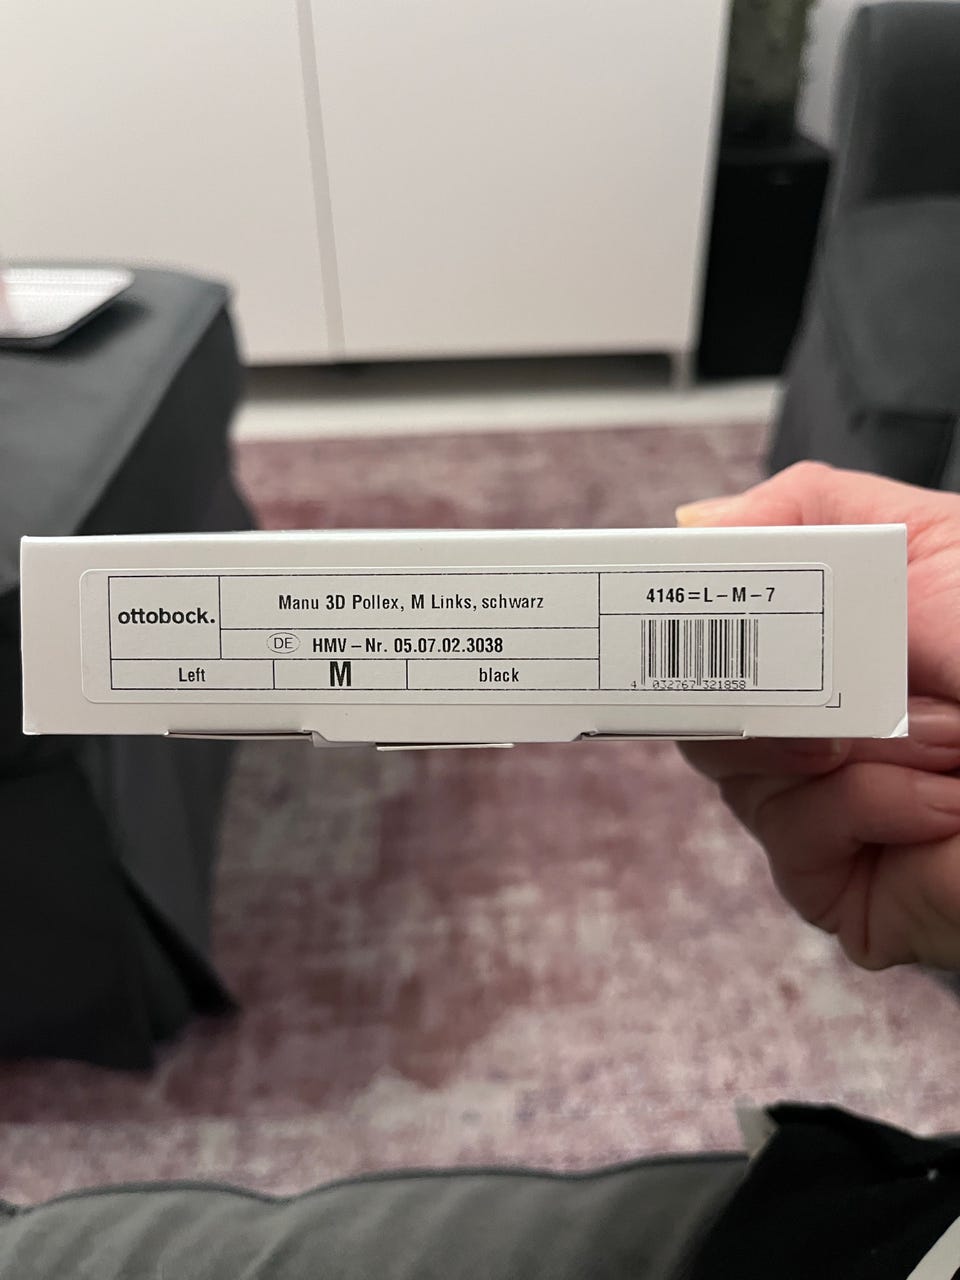 ottobock.
Manu 3D Pollex, M Links, schwarz
DE HMV-Nr. 05.07.02.3038
Left M black
4146=L-M-7
4 032767 321858